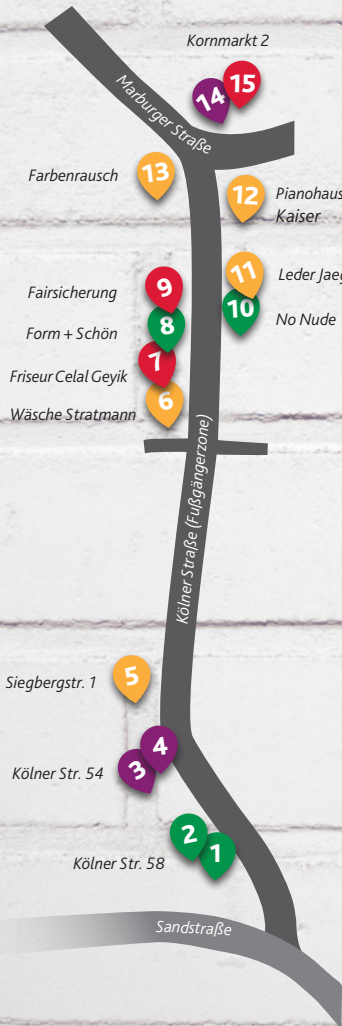 Kornmarkt 2
15
14
Marburger Straße
13
Farbenrausch
12
Pianohaus
Kaiser
11
Leder Jaeg
9
Fairsicherung
10
No Nude
8
Form + Schön
7
Friseur Celal Geyik
6
Wäsche Stratmann
Kölner Straße (Fußgängerzone)
5
Siegbergstr. 1
4
3
Kölner Str. 54
2
1
Kölner Str. 58
Sandstraße